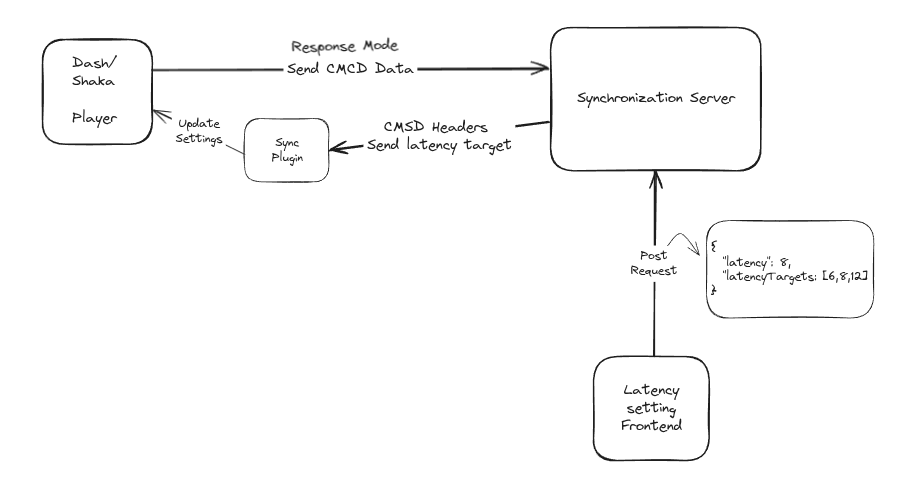 Response Mode
Send CMCD Data
Dash/
Shaka
Player
Synchronization Server
CMSD Headers
Send latency target
Update
Settings
Sync
Plugin
Post
Request
{
"latency": 8,
"latencyTargets: [6,8,12]
}
Latency
setting
Frontend